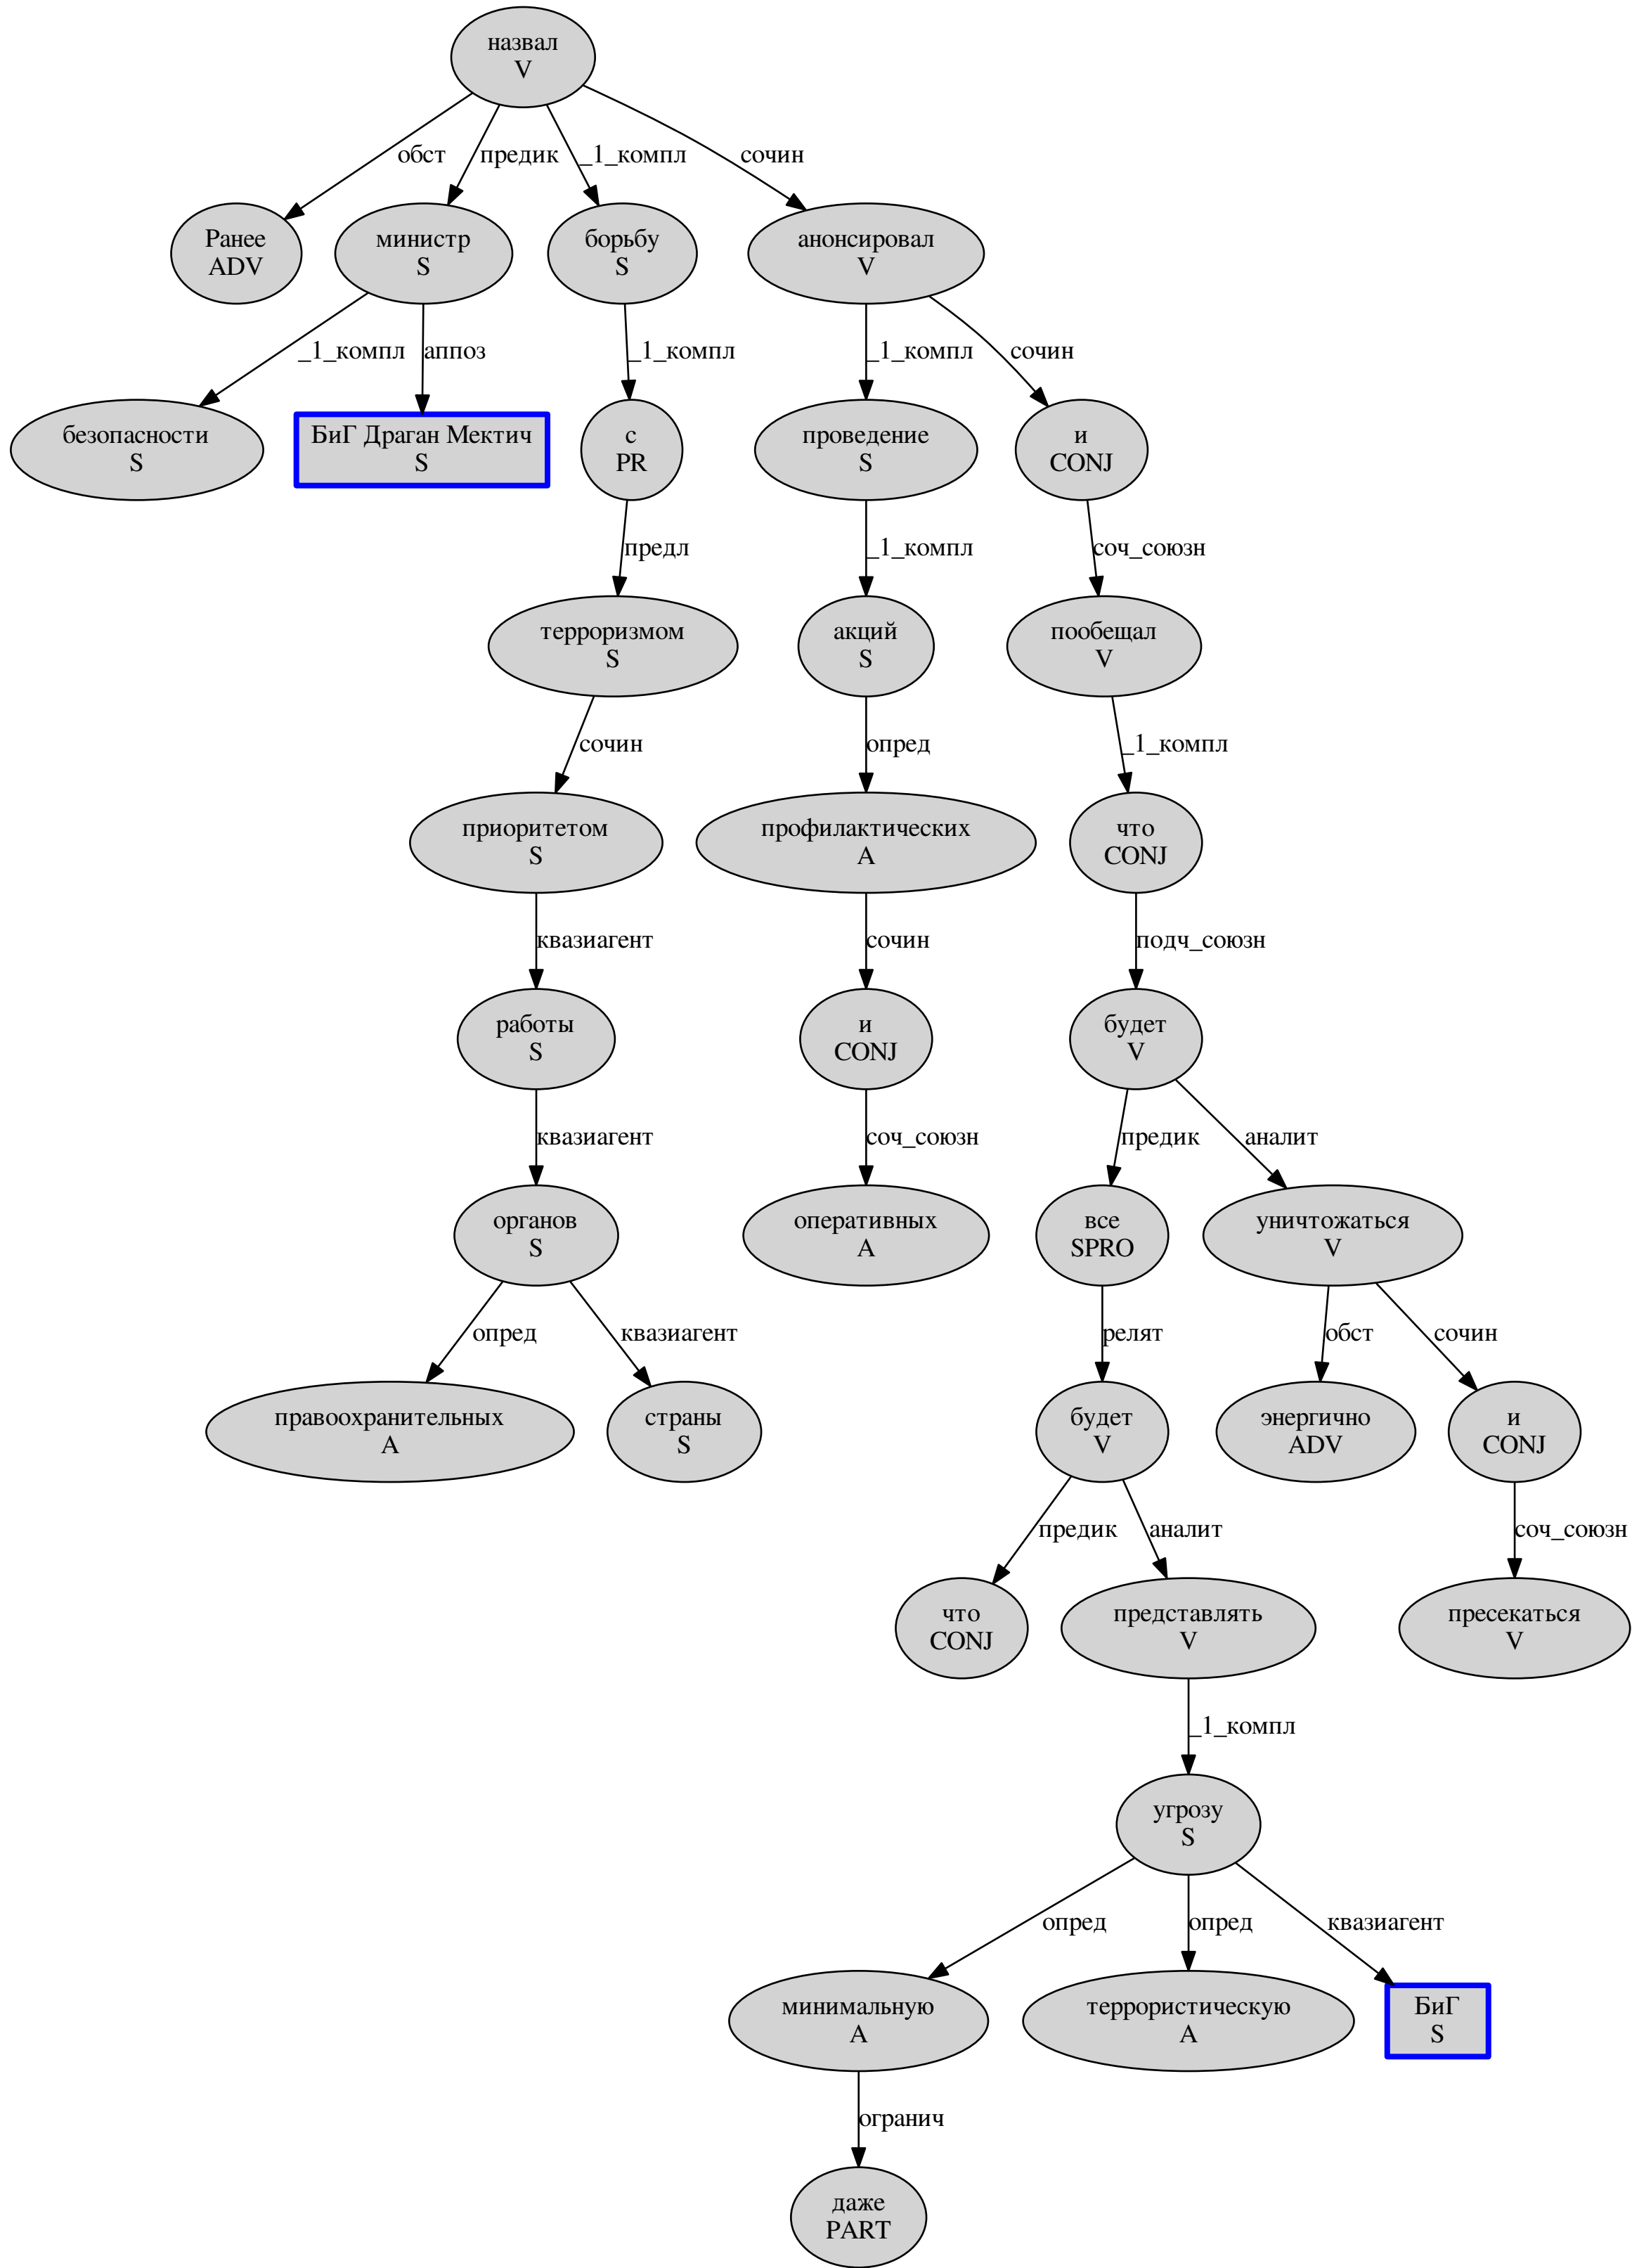 назвал
V
обст
предик
_1_компл
сочин
Ранее
ADV
министр
S
борьбу
S
анонсировал
V
_1_компл
аппоз
_1_компл
_1_компл
сочин
безопасности
S
БиГ Драган Мектич
S
с
PR
проведение
S
и
CONJ
предл
_1_компл
соч_союзн
терроризмом
S
акций
S
пообещал
V
сочин
опред
_1_компл
приоритетом
S
профилактических
A
что
CONJ
квазиагент
сочин
подч_союзн
работы
S
и
CONJ
будет
V
квазиагент
соч_союзн
предик
аналит
органов
S
оперативных
A
все
SPRO
уничтожаться
V
опред
квазиагент
релят
обст
сочин
правоохранительных
A
страны
S
будет
V
энергично
ADV
и
CONJ
предик
аналит
соч_союзн
что
CONJ
представлять
V
пресекаться
V
_1_компл
угрозу
S
опред
опред
квазиагент
минимальную
A
террористическую
A
БиГ
S
огранич
даже
PART